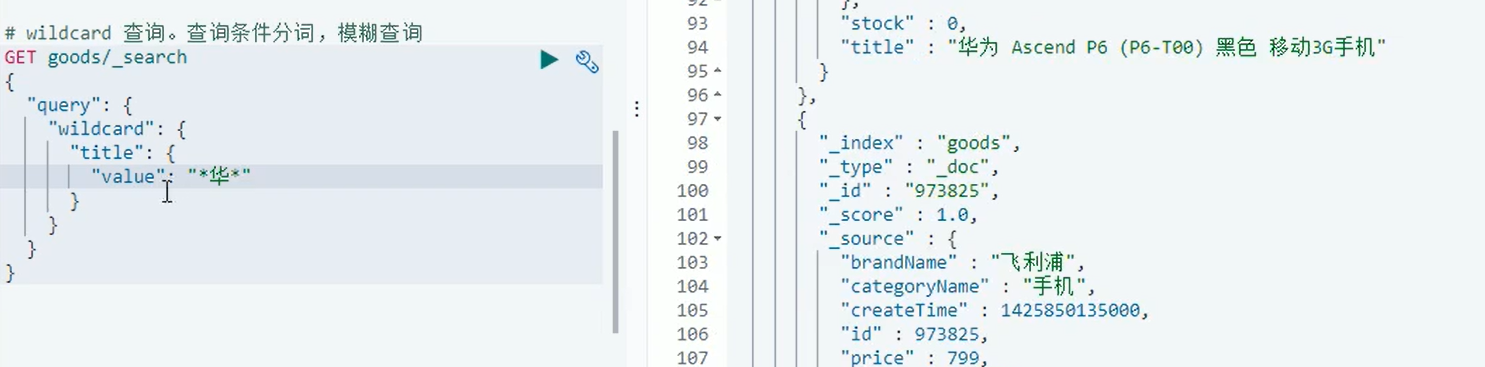 # wildcard 查询。查询条件分词，模糊查询
GET goods/_search
{
"query": {
"wildcard": {
"title": {
"value": "*华*"
}
}
}
}
92
},
93 "stock" : 0,
94 "title" : "华为 Ascend P6 (P6-T00) 黑色 移动3G手机"
95 }
96 },
97 {
98 "_index" : "goods",
99 "_type" : "_doc",
100 "_id" : "973825",
101 "_score" : 1.0,
102 "_source" : {
103 "brandName" : "飞利浦",
104 "categoryName" : "手机",
105 "createTime" : 1425850135000,
106 "id" : 973825,
107 "price" : 799,